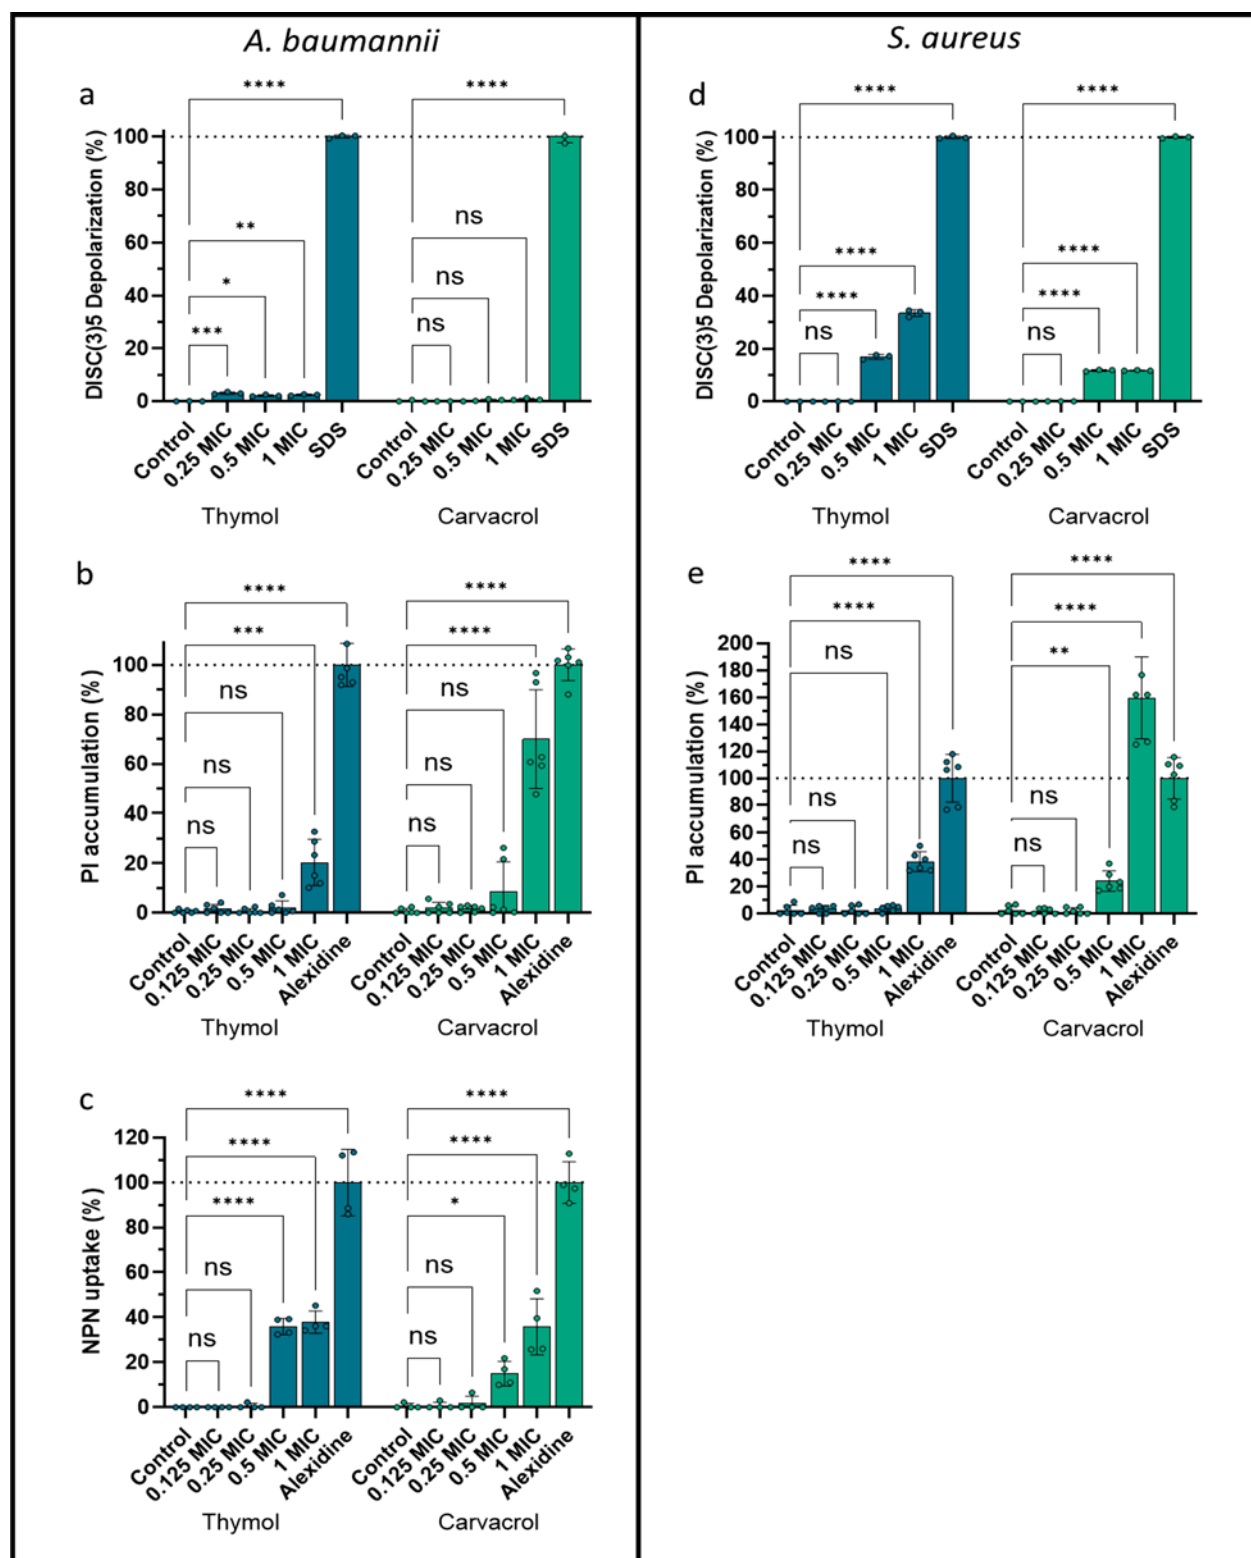 A. baumannii
S. aureus
a
****
****
**
ns
*
ns
***
ns
DISC(3)5 Depolarization (%)
100
80
60
40
20
0
Control
0.25 MIC
0.5 MIC
1 MIC
SDS
Control
0.25 MIC
0.5 MIC
1 MIC
SDS
Thymol
Carvacrol
d
****
****
****
****
****
****
ns
ns
DISC(3)5 Depolarization (%)
100
80
60
40
20
0
Control
0.25 MIC
0.5 MIC
1 MIC
SDS
Control
0.25 MIC
0.5 MIC
1 MIC
SDS
Thymol
Carvacrol
b
****
****
***
****
ns
ns
ns
ns
ns
ns
PI accumulation (%)
100
80
60
40
20
0
Control
0.125 MIC
0.25 MIC
0.5 MIC
1 MIC
Alexidine
Control
0.125 MIC
0.25 MIC
0.5 MIC
1 MIC
Alexidine
Thymol
Carvacrol
e
****
****
****
****
ns
**
ns
ns
ns
ns
PI accumulation (%)
200
180
160
140
120
100
80
60
40
20
0
Control
0.125 MIC
0.25 MIC
0.5 MIC
1 MIC
Alexidine
Control
0.125 MIC
0.25 MIC
0.5 MIC
1 MIC
Alexidine
Thymol
Carvacrol
c
****
****
****
****
****
*
ns
ns
ns
ns
NPN uptake (%)
120
100
80
60
40
20
0
Control
0.125 MIC
0.25 MIC
0.5 MIC
1 MIC
Alexidine
Control
0.125 MIC
0.25 MIC
0.5 MIC
1 MIC
Alexidine
Thymol
Carvacrol